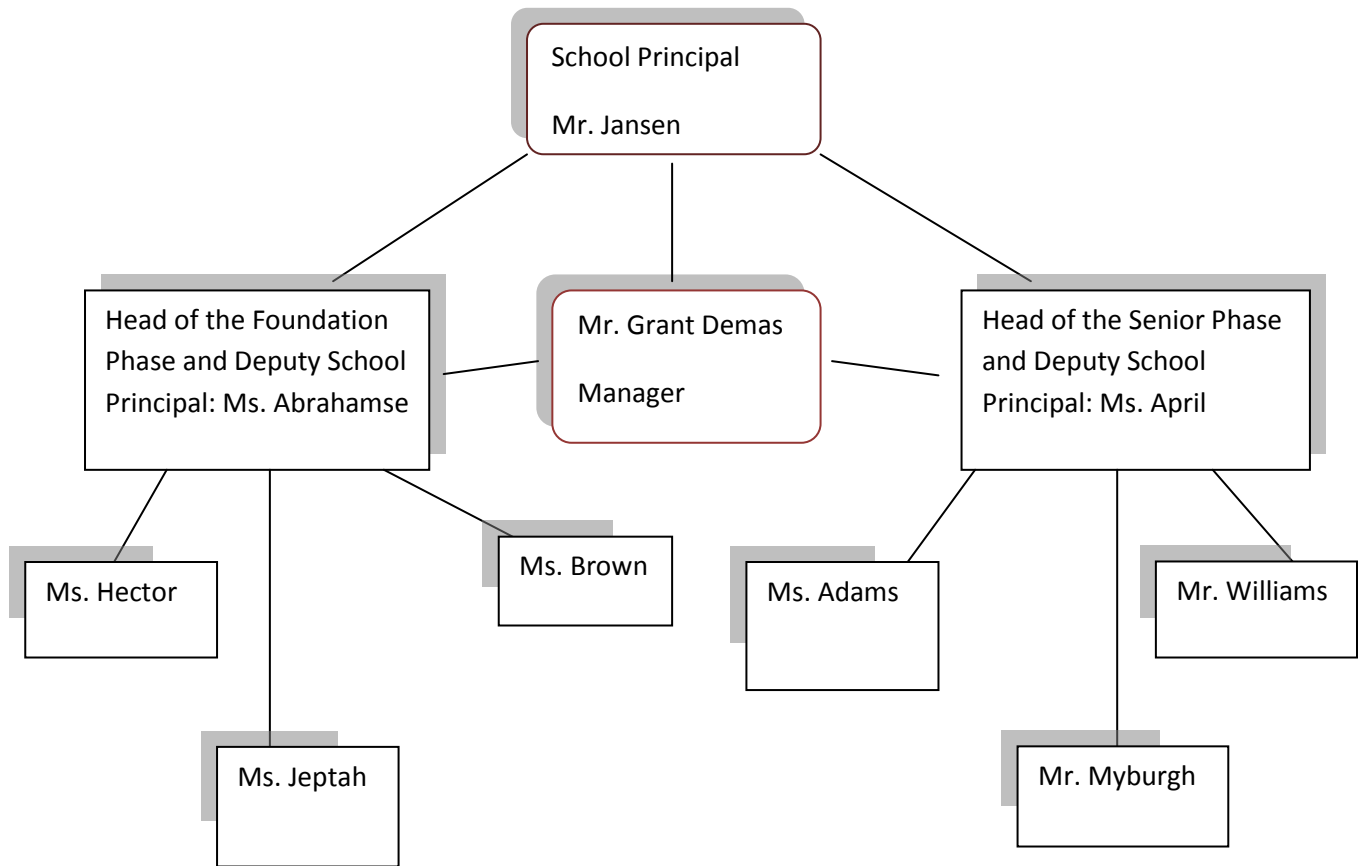 School Principal
Mr. Jansen
Head of the Foundation
Phase and Deputy School
Principal: Ms. Abrahamse
Mr. Grant Demas
Manager
Head of the Senior Phase
and Deputy School
Principal: Ms. April
Ms. Hector
Ms. Brown
Ms. Adams
Mr. Williams
Ms. Jeptah
Mr. Myburgh